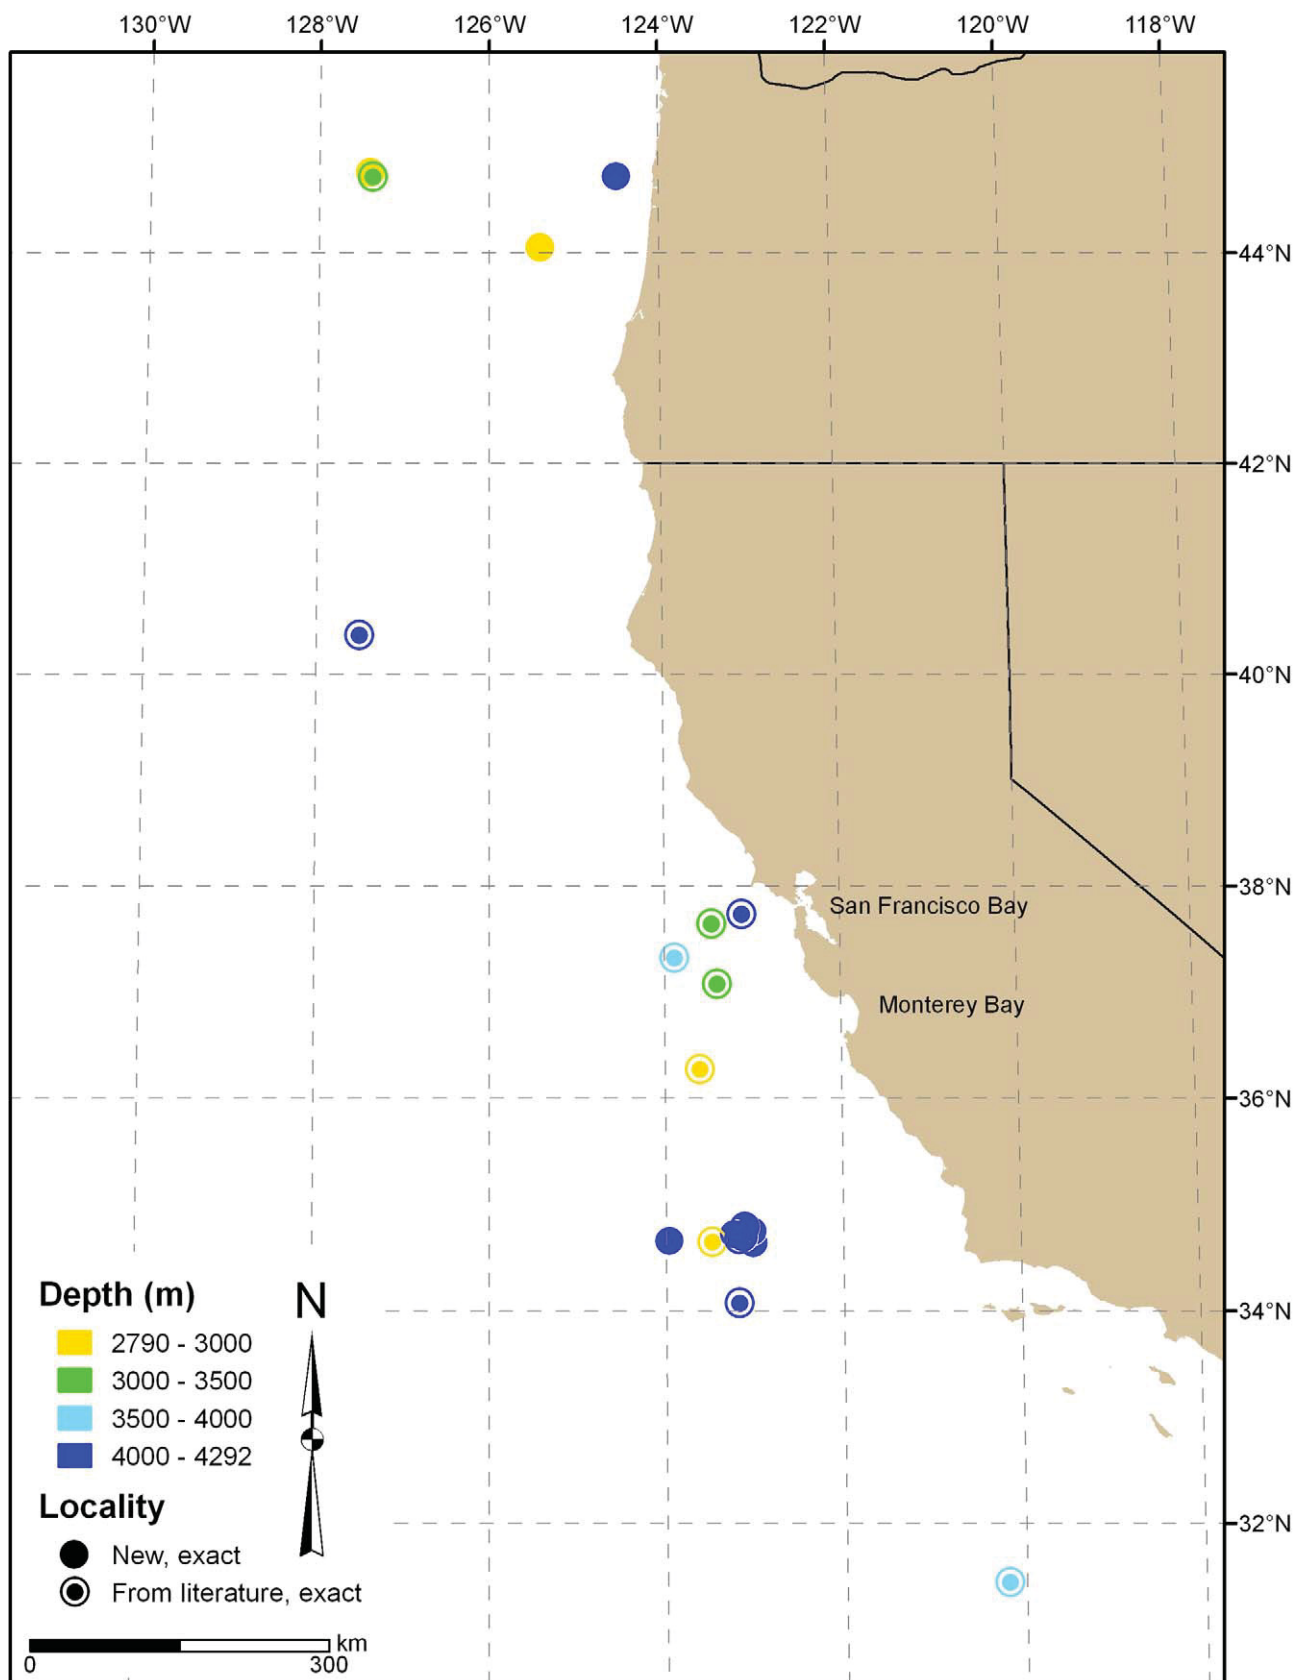 130°W 128°W 126°W 124°W 122°W 120°W 118°W
44°N
42°N
40°N
38°N
San Francisco Bay
Monterey Bay
36°N
34°N
32°N
Depth (m)
2790 - 3000
3000 - 3500
3500 - 4000
4000 - 4292
N
Locality
New, exact
From literature, exact
km
0 300